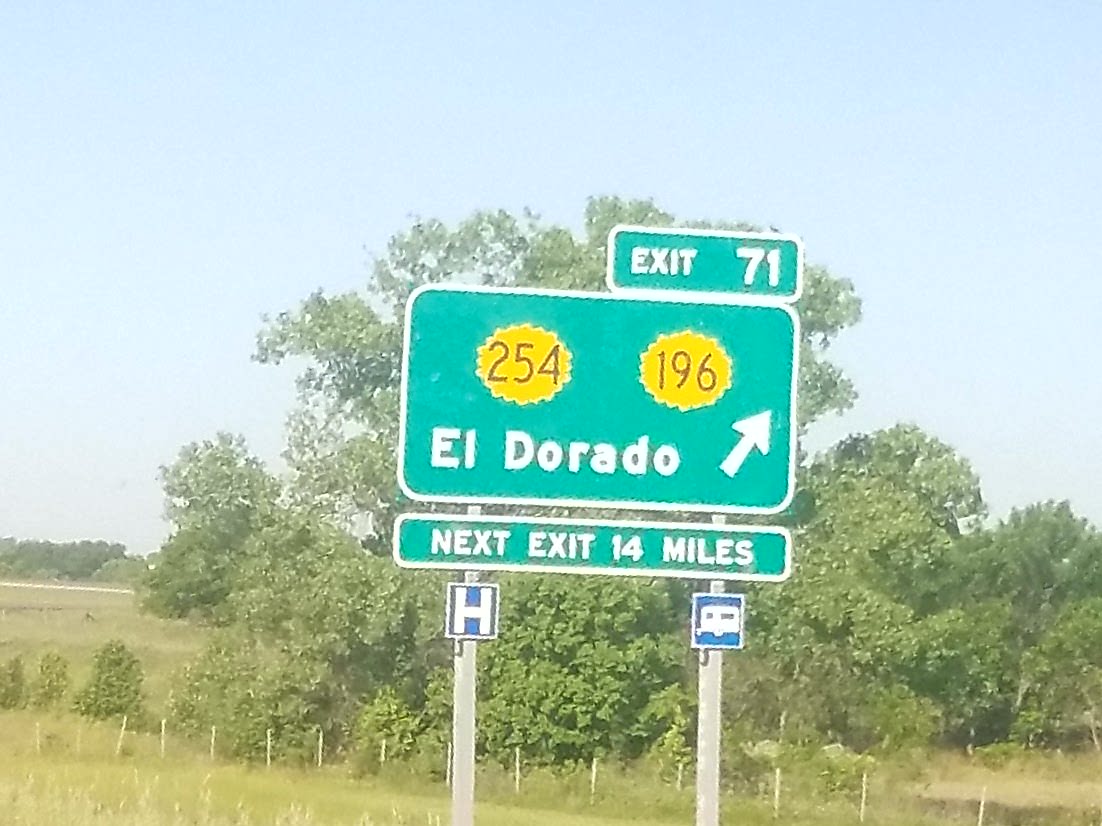 EXIT 71
254 196
El Dorado
NEXT EXIT 14 MILES
H